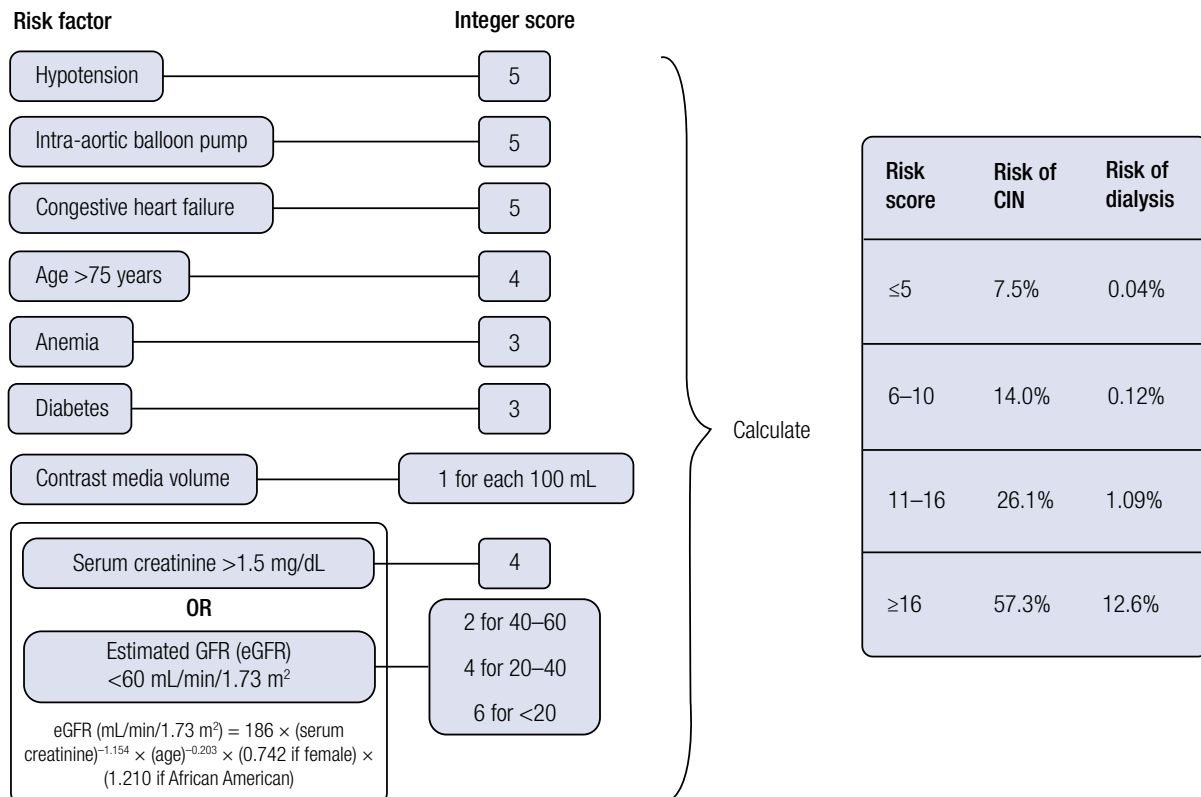 Risk factor
Integer score
Hypotension
5
Intra-aortic balloon pump
5
Congestive heart failure
5
Age >75 years
4
Anemia
3
Diabetes
3
Contrast media volume
1 for each 100 mL
Serum creatinine >1.5 mg/dL
4
OR
Estimated GFR (eGFR)
<60 mL/min/1.73 m²
2 for 40–60
4 for 20–40
6 for <20
eGFR (mL/min/1.73 m²) = 186 × (serum
creatinine)⁻¹·¹⁵⁴ × (age)⁻⁰·²⁰³ × (0.742 if female) ×
(1.210 if African American)
Calculate
Risk
score
Risk of
CIN
Risk of
dialysis
≤5 7.5% 0.04%
6–10 14.0% 0.12%
11–16 26.1% 1.09%
≥16 57.3% 12.6%